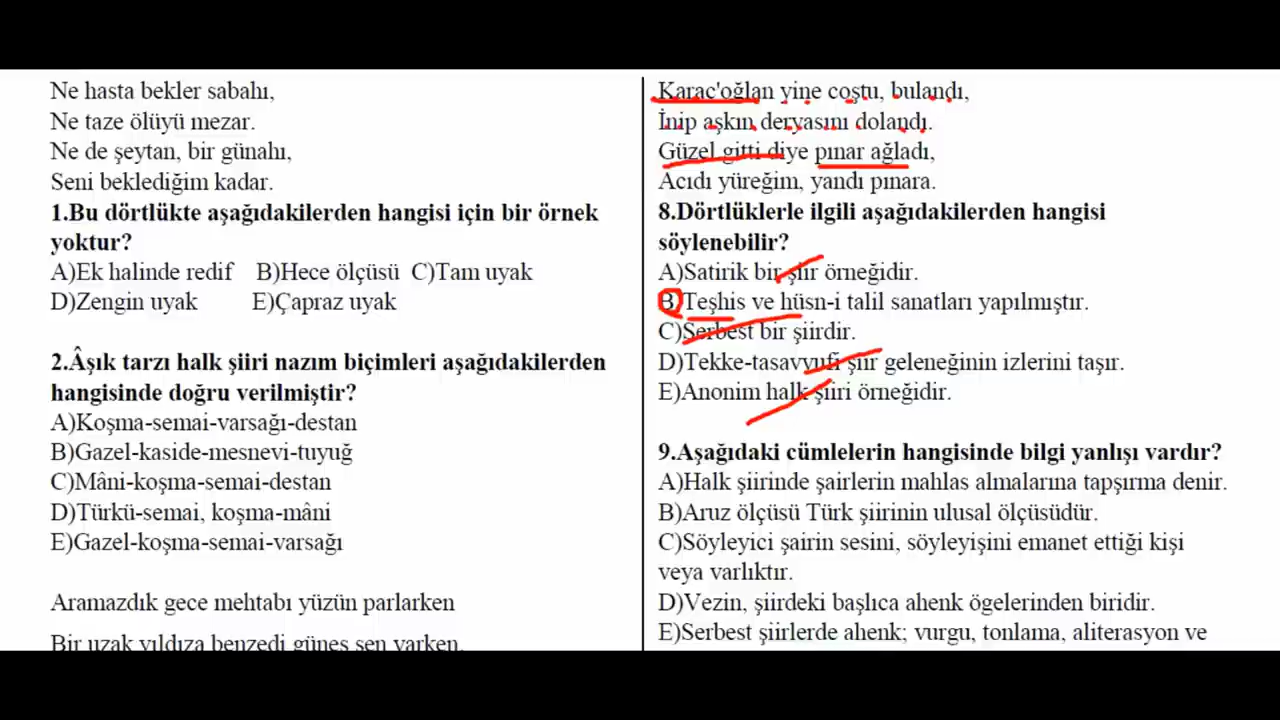 Ne hasta bekler sabahı,
Ne taze ölüyü mezar.
Ne de şeytan, bir günahı,
Seni beklediğim kadar.
1.Bu dörtlükte aşağıdakilerden hangisi için bir örnek
yoktur?
A)Ek halinde redif B)Hece ölçüsü C)Tam uyak
D)Zengin uyak E)Çapraz uyak
2.Âşık tarzı halk şiiri nazım biçimleri aşağıdakilerden
hangisinde doğru verilmiştir?
A)Koşma-semai-varsağı-destan
B)Gazel-kaside-mesnevi-tuyuğ
C)Mâni-koşma-semai-destan
D)Türkü-semai, koşma-mâni
E)Gazel-koşma-semai-varsağı
Aramazdık gece mehtabı yüzün parlarken
Bir uzak yıldıza benzedi güneş sen varken.
Karac'oğlan yine coştu, bulandı,
İnip aşkın deryasını dolandı.
Güzel gitti diye pınar ağladı,
Acıdı yüreğim, yandı pınara.
8.Dörtlüklerle ilgili aşağıdakilerden hangisi
söylenebilir?
A)Satirik bir şiir örneğidir.
B)Teşhis ve hüsn-i talil sanatları yapılmıştır.
C)Serbest bir şiirdir.
D)Tekke-tasavvufi şiir geleneğinin izlerini taşır.
E)Anonim halk şiiri örneğidir.
9.Aşağıdaki cümlelerin hangisinde bilgi yanlışı vardır?
A)Halk şiirinde şairlerin mahlas almalarına tapşırma denir.
B)Aruz ölçüsü Türk şiirinin ulusal ölçüsüdür.
C)Söyleyici şairin sesini, söyleyişini emanet ettiği kişi
veya varlıktır.
D)Vezin, şiirdeki başlıca ahenk ögelerinden biridir.
E)Serbest şiirlerde ahenk; vurgu, tonlama, aliterasyon ve